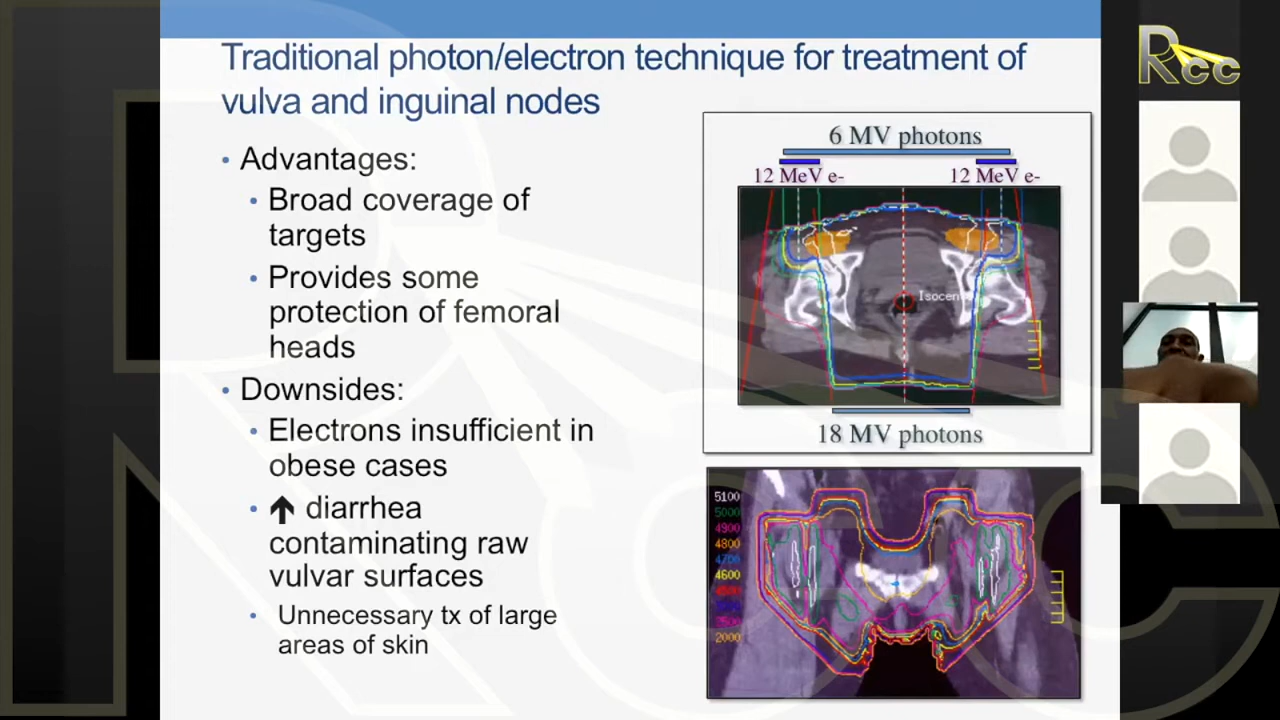 Traditional photon/electron technique for treatment of
vulva and inguinal nodes
• Advantages:
• Broad coverage of
targets
• Provides some
protection of femoral
heads
• Downsides:
• Electrons insufficient in
obese cases
• ↑ diarrhea
contaminating raw
vulvar surfaces
• Unnecessary tx of large
areas of skin
6 MV photons
12 MeV e- 12 MeV e-
18 MV photons
5100
5000
4900
4800
4700
4600
2000
Rcc